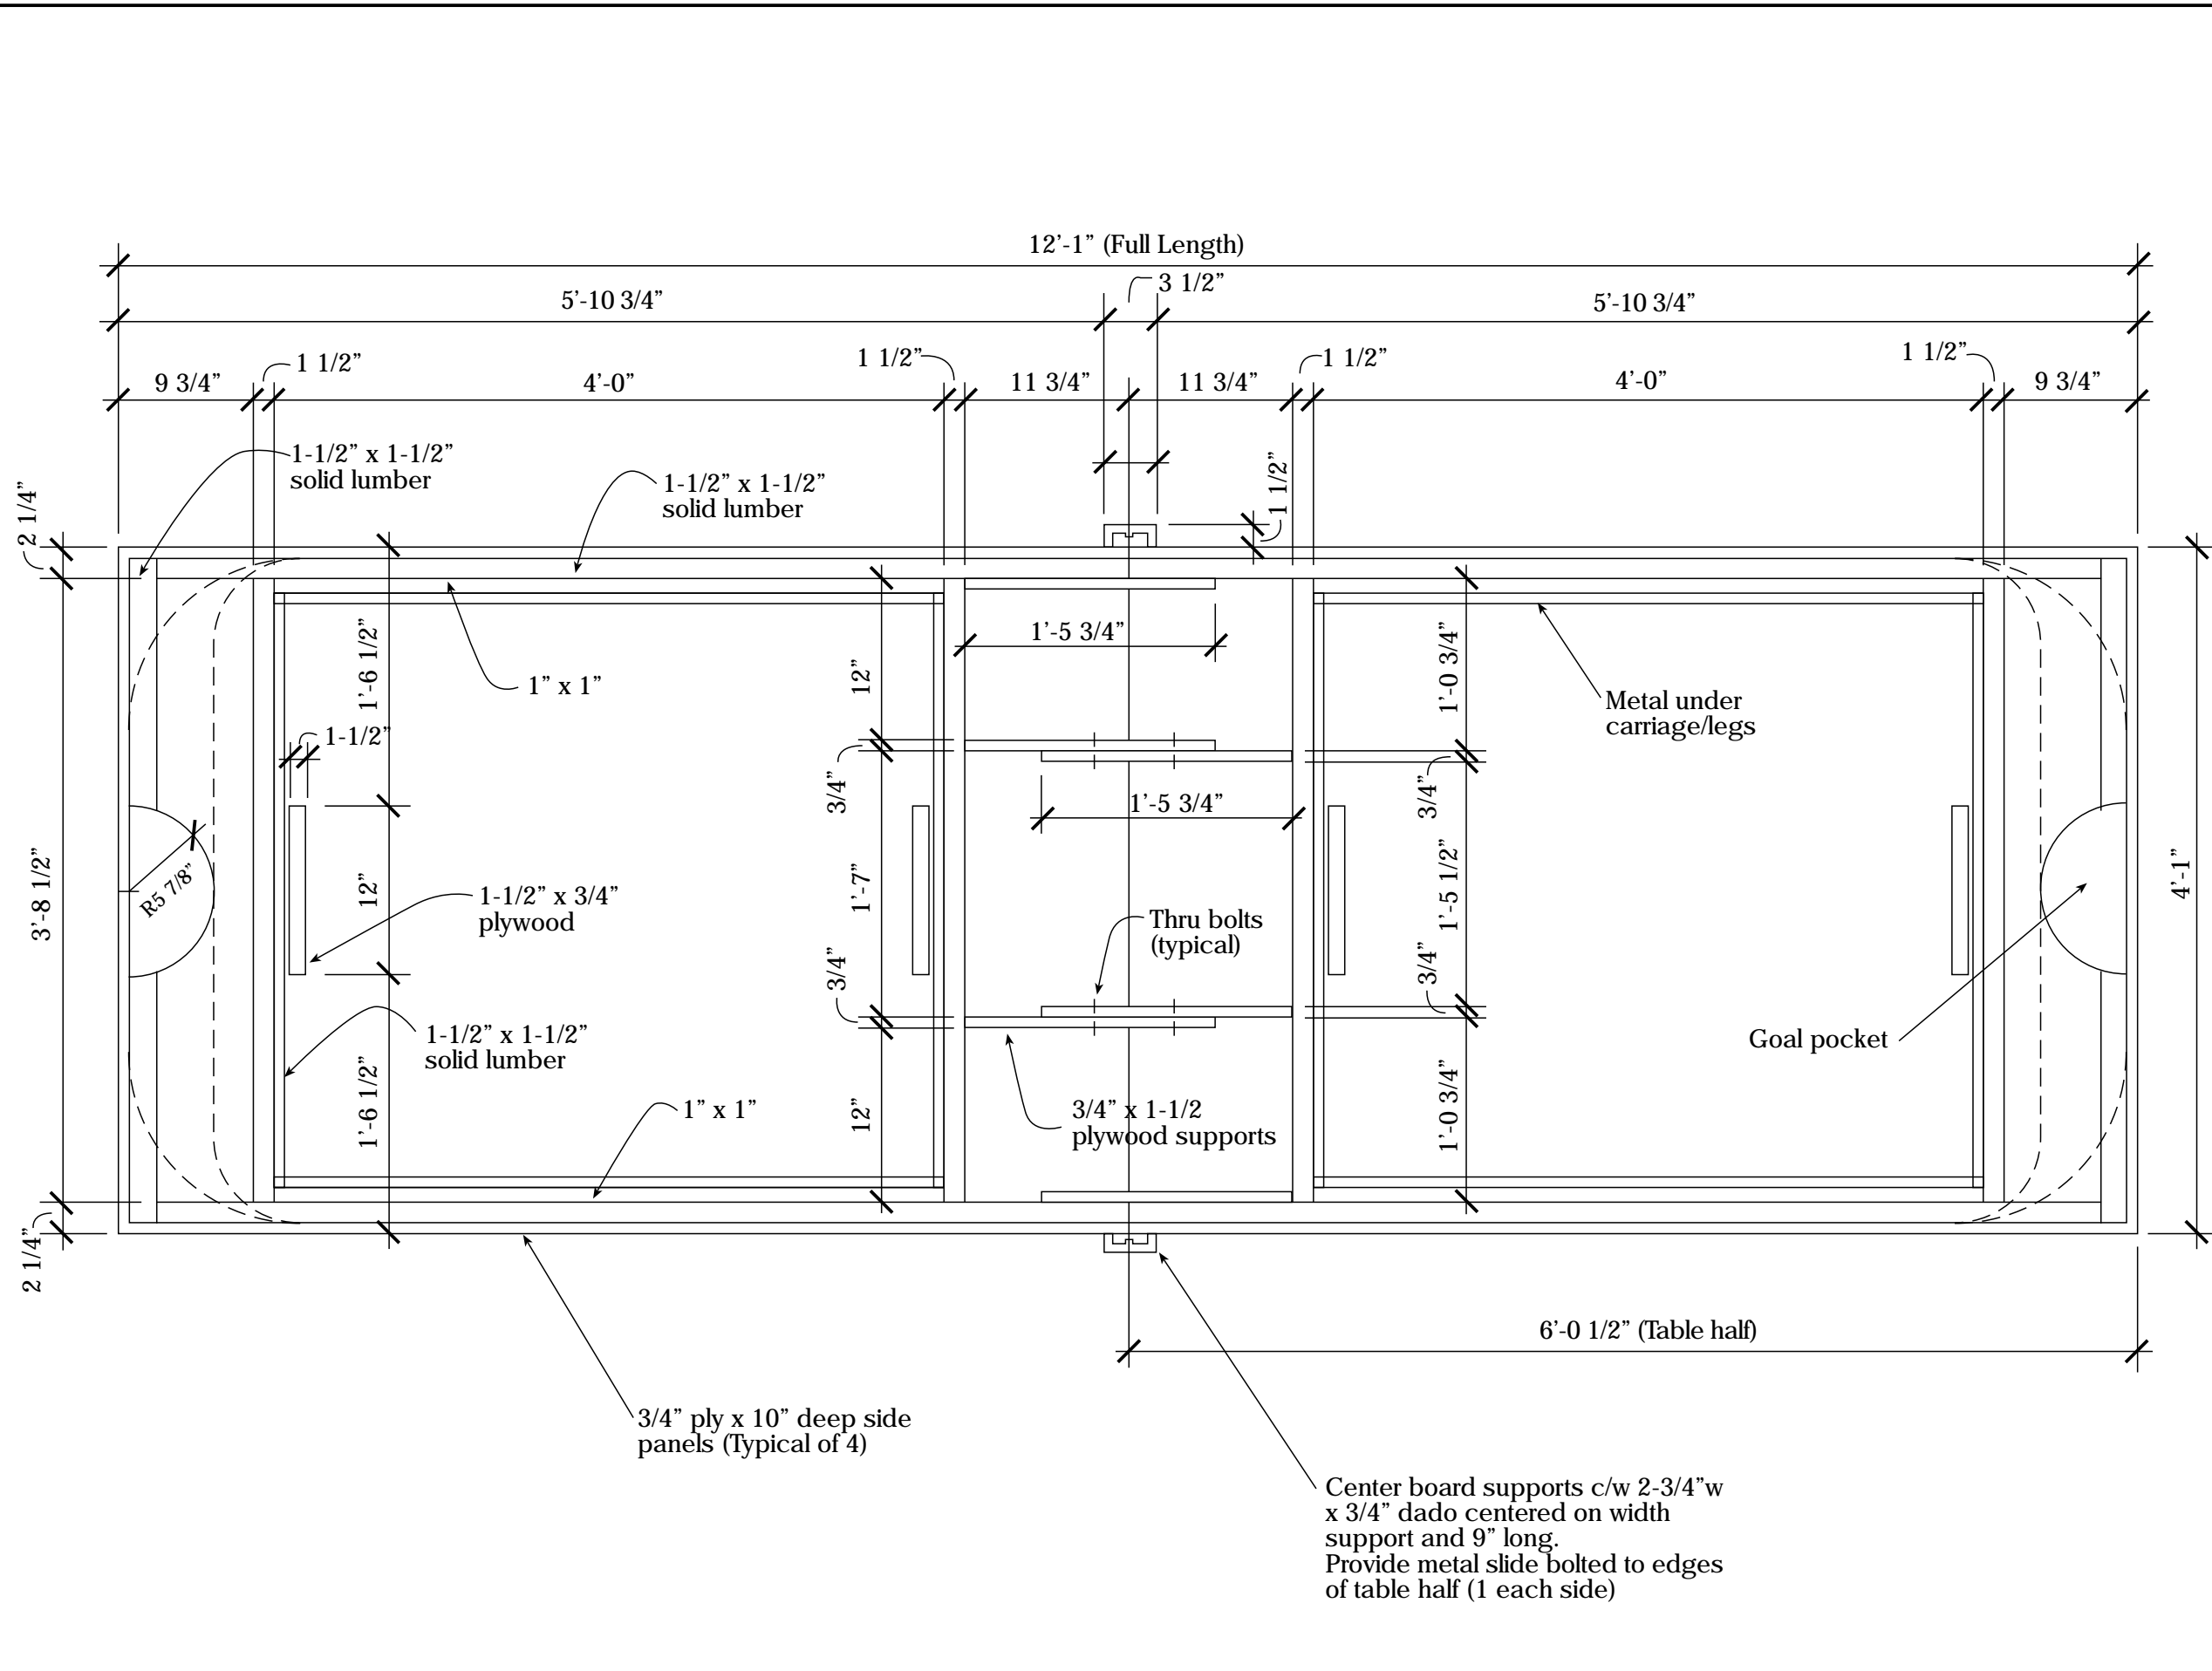 12’-1” (Full Length)
3 1/2”
5’-10 3/4”
5’-10 3/4”
1 1/2”
1 1/2”
1 1/2”
1 1/2”
9 3/4”
4’-0”
11 3/4”
11 3/4”
4’-0”
9 3/4”
1-1/2” x 1-1/2”
solid lumber
1-1/2” x 1-1/2”
solid lumber
1 1/2”
2 1/4”
1’-6 1/2”
1’-5 3/4”
12”
1’-0 3/4”
1” x 1”
Metal under
carriage/legs
1-1/2”
3/4”
1’-5 3/4”
3/4”
3’-8 1/2”
R5 7/8”
12”
1-1/2” x 3/4”
plywood
1’-7”
Thru bolts
(typical)
1’-5 1/2”
4’-1”
3/4”
3/4”
1-1/2” x 1-1/2”
solid lumber
Goal pocket
1’-6 1/2”
1” x 1”
12”
3/4” x 1-1/2
plywood supports
1’-0 3/4”
2 1/4”
6’-0 1/2” (Table half)
3/4” ply x 10” deep side
panels (Typical of 4)
Center board supports c/w 2-3/4”w
x 3/4” dado centered on width
support and 9” long.
Provide metal slide bolted to edges
of table half (1 each side)